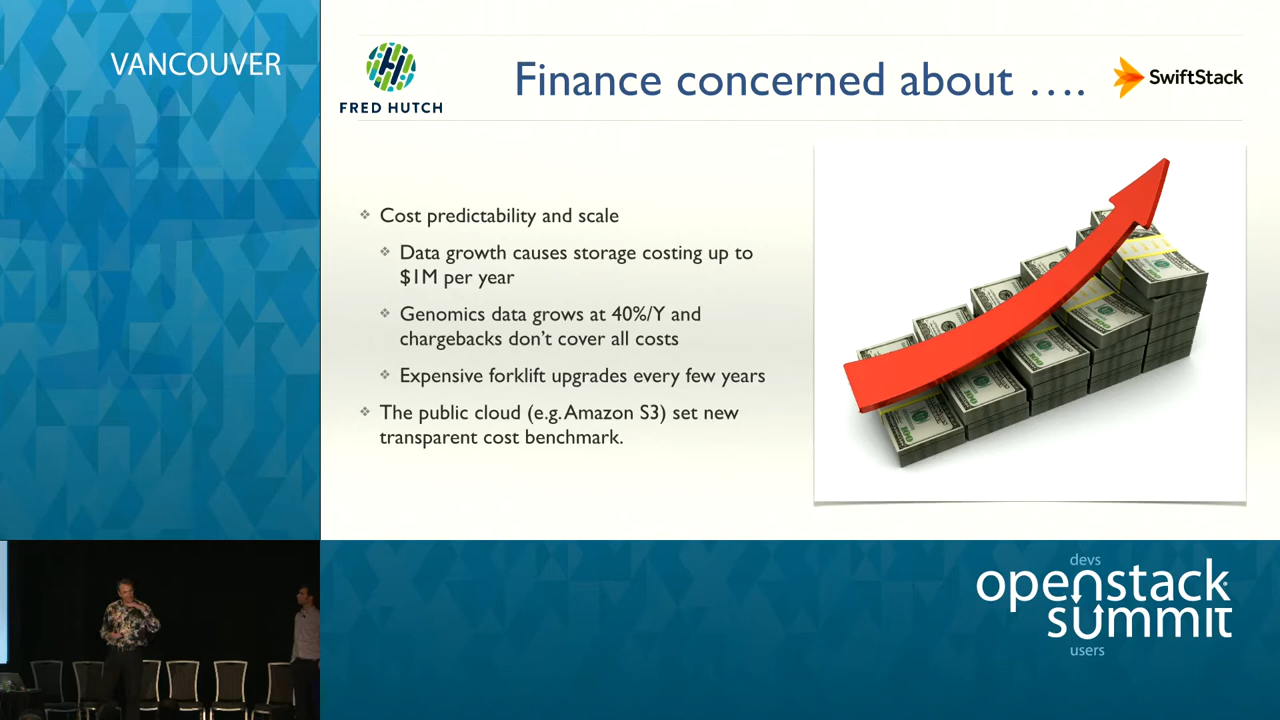 VANCOUVER
FRED HUTCH
Finance concerned about ….
SwiftStack
❖ Cost predictability and scale
❖ Data growth causes storage costing up to
$1M per year
❖ Genomics data grows at 40%/Y and
chargebacks don't cover all costs
❖ Expensive forklift upgrades every few years
❖ The public cloud (e.g. Amazon S3) set new
transparent cost benchmark.
devs
openstack
summit
users